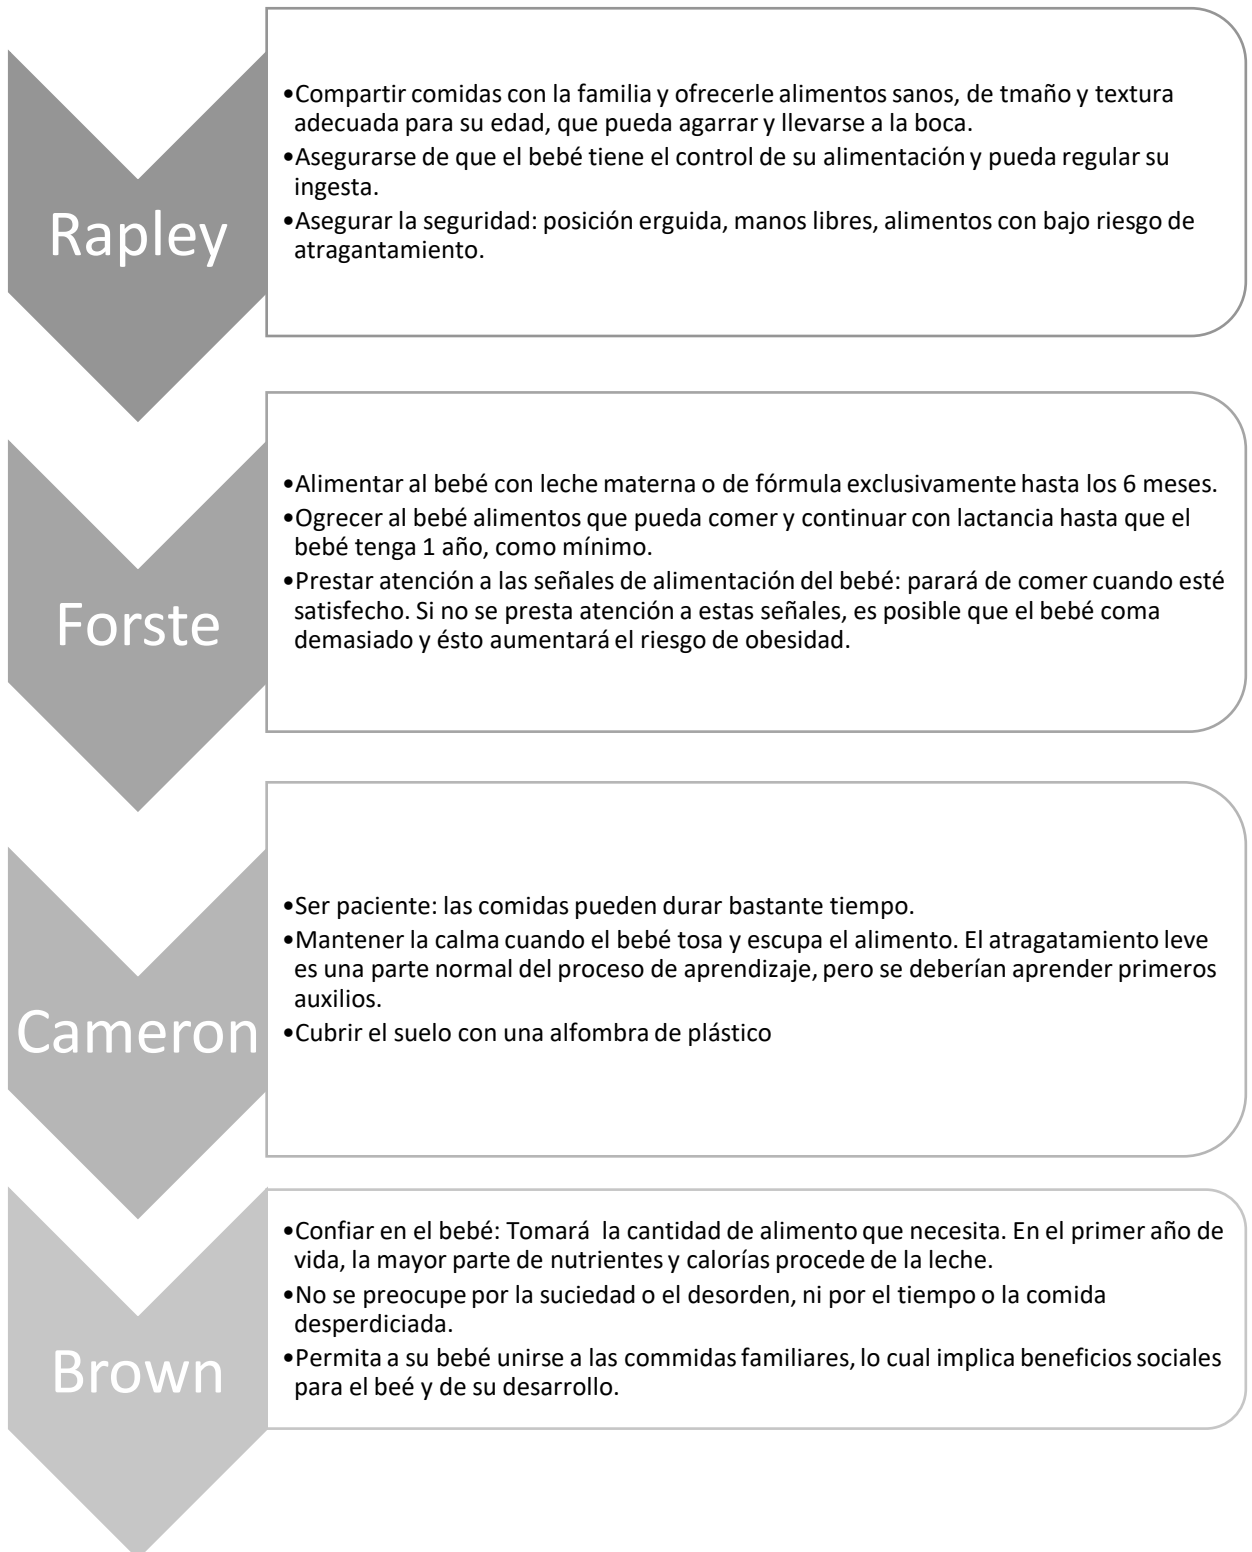 Rapley
•Compartir comidas con la familia y ofrecerle alimentos sanos, de tmaño y textura
adecuada para su edad, que pueda agarrar y llevarse a la boca.
•Asegurarse de que el bebé tiene el control de su alimentación y pueda regular su
ingesta.
•Asegurar la seguridad: posición erguida, manos libres, alimentos con bajo riesgo de
atragantamiento.
Forste
•Alimentar al bebé con leche materna o de fórmula exclusivamente hasta los 6 meses.
•Ogrecer al bebé alimentos que pueda comer y continuar con lactancia hasta que el
bebé tenga 1 año, como mínimo.
•Prestar atención a las señales de alimentación del bebé: parará de comer cuando esté
satisfecho. Si no se presta atención a estas señales, es posible que el bebé coma
demasiado y ésto aumentará el riesgo de obesidad.
Cameron
•Ser paciente: las comidas pueden durar bastante tiempo.
•Mantener la calma cuando el bebé tosa y escupa el alimento. El atragatamiento leve
es una parte normal del proceso de aprendizaje, pero se deberían aprender primeros
auxilios.
•Cubrir el suelo con una alfombra de plástico
Brown
•Confiar en el bebé: Tomará  la cantidad de alimento que necesita. En el primer año de
vida, la mayor parte de nutrientes y calorías procede de la leche.
•No se preocupe por la suciedad o el desorden, ni por el tiempo o la comida
desperdiciada.
•Permita a su bebé unirse a las commidas familiares, lo cual implica beneficios sociales
para el beé y de su desarrollo.